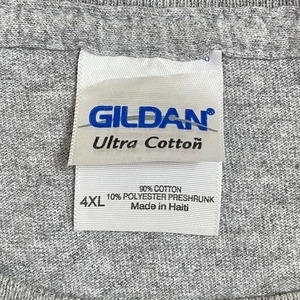 GILDAN®
Ultra Cotton
4XL
90% COTTON
10% POLYESTER PRESHRUNK
Made in Haiti